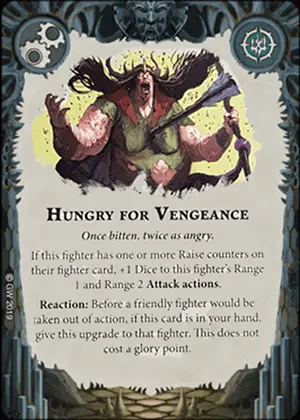 HUNGRY FOR VENGEANCE
Once bitten, twice as angry.
If this fighter has one or more Raise counters
on their fighter card, +1 Dice to this fighter's Range
1 and Range 2 Attack actions.
Reaction: Before a friendly fighter would be
taken out of action, if this card is in your hand,
give this upgrade to that fighter. This does not
cost a glory point.
© GW 2019